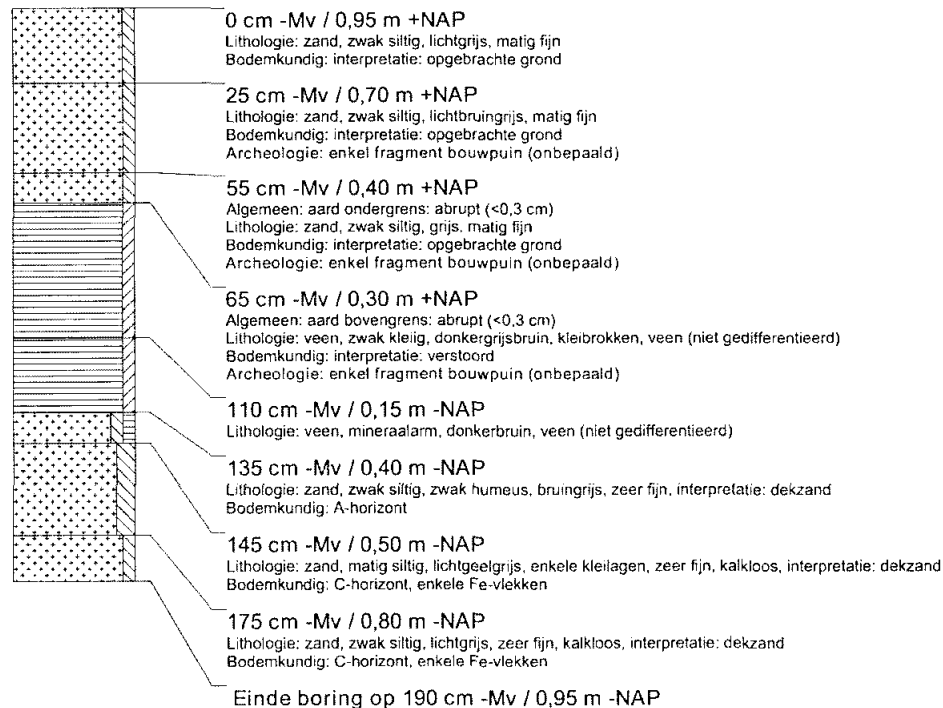 0 cm -Mv / 0,95 m +NAP
Lithologie: zand, zwak siltig, lichtgrijs, matig fijn
Bodemkundig: interpretatie: opgebrachte grond
25 cm -Mv / 0,70 m +NAP
Lithologie: zand, zwak siltig, lichtbruingrijs, matig fijn
Bodemkundig: interpretatie: opgebrachte grond
Archeologie: enkel fragment bouwpuin (onbepaald)
55 cm -Mv / 0,40 m +NAP
Algemeen: aard ondergrens: abrupt (<0,3 cm)
Lithologie: zand, zwak siltig, grijs, matig fijn
Bodemkundig: interpretatie: opgebrachte grond
Archeologie: enkel fragment bouwpuin (onbepaald)
65 cm -Mv / 0,30 m +NAP
Algemeen: aard bovengrens: abrupt (<0,3 cm)
Lithologie: veen, zwak kleiig, donkergrijsbruin, kleibrokken, veen (niet gedifferentieerd)
Bodemkundig: interpretatie: verstoord
Archeologie: enkel fragment bouwpuin (onbepaald)
110 cm -Mv / 0,15 m -NAP
Lithologie: veen, mineraalarm, donkerbruin, veen (niet gedifferentieerd)
135 cm -Mv / 0,40 m -NAP
Lithologie: zand, zwak siltig, zwak humeus, bruingrijs, zeer fijn, interpretatie: dekzand
Bodemkundig: A-horizont
145 cm -Mv / 0,50 m -NAP
Lithologie: zand, matig siltig, lichtgeelgrijs, enkele kleilagen, zeer fijn, kalkloos, interpretatie: dekzand
Bodemkundig: C-horizont, enkele Fe-vlekken
175 cm -Mv / 0,80 m -NAP
Lithologie: zand, zwak siltig, lichtgrijs, zeer fijn, kalkloos, interpretatie: dekzand
Bodemkundig: C-horizont, enkele Fe-vlekken
Einde boring op 190 cm -Mv / 0,95 m -NAP